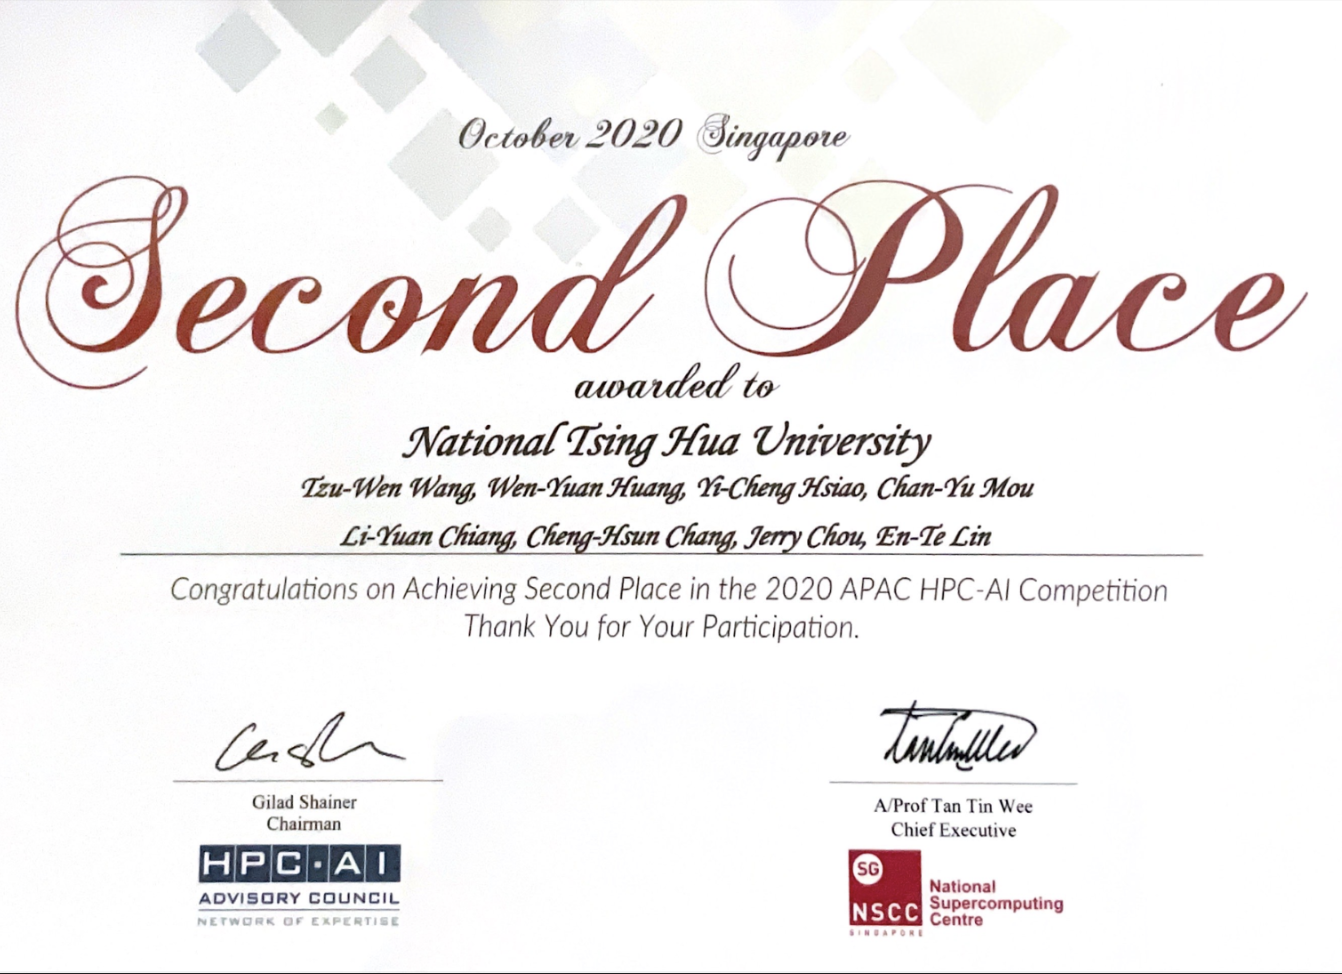 October 2020 Singapore
Second Place
awarded to
National Tsing Hua University
Tzu-Wen Wang, Wen-Yuan Huang, Yi-Cheng Hsiao, Chan-Yu Mou
Li-Yuan Chiang, Cheng-Hsun Chang, Jerry Chou, En-Te Lin
Congratulations on Achieving Second Place in the 2020 APAC HPC-AI Competition
Thank You for Your Participation.
Gilad Shainer
Chairman
HPC·AI
ADVISORY COUNCIL
NETWORK OF EXPERTISE
A/Prof Tan Tin Wee
Chief Executive
SG
NSCC
SINGAPORE
National
Supercomputing
Centre